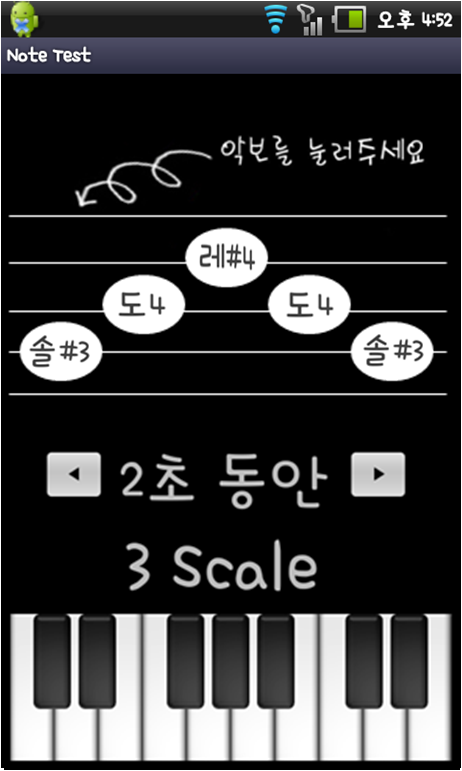 오후 4:52
Note Test
악보를 눌러주세요
레#4
도4 도4
솔#3 솔#3
2초 동안
3 Scale